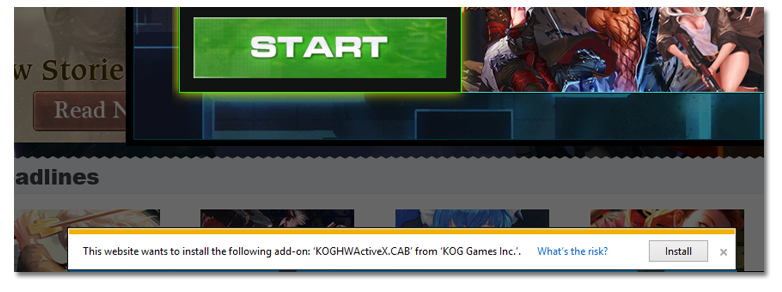 START
w Stories
Read N
adlines
This website wants to install the following add-on: 'KOGHWActiveX.CAB' from 'KOG Games Inc.'. What's the risk? Install ×